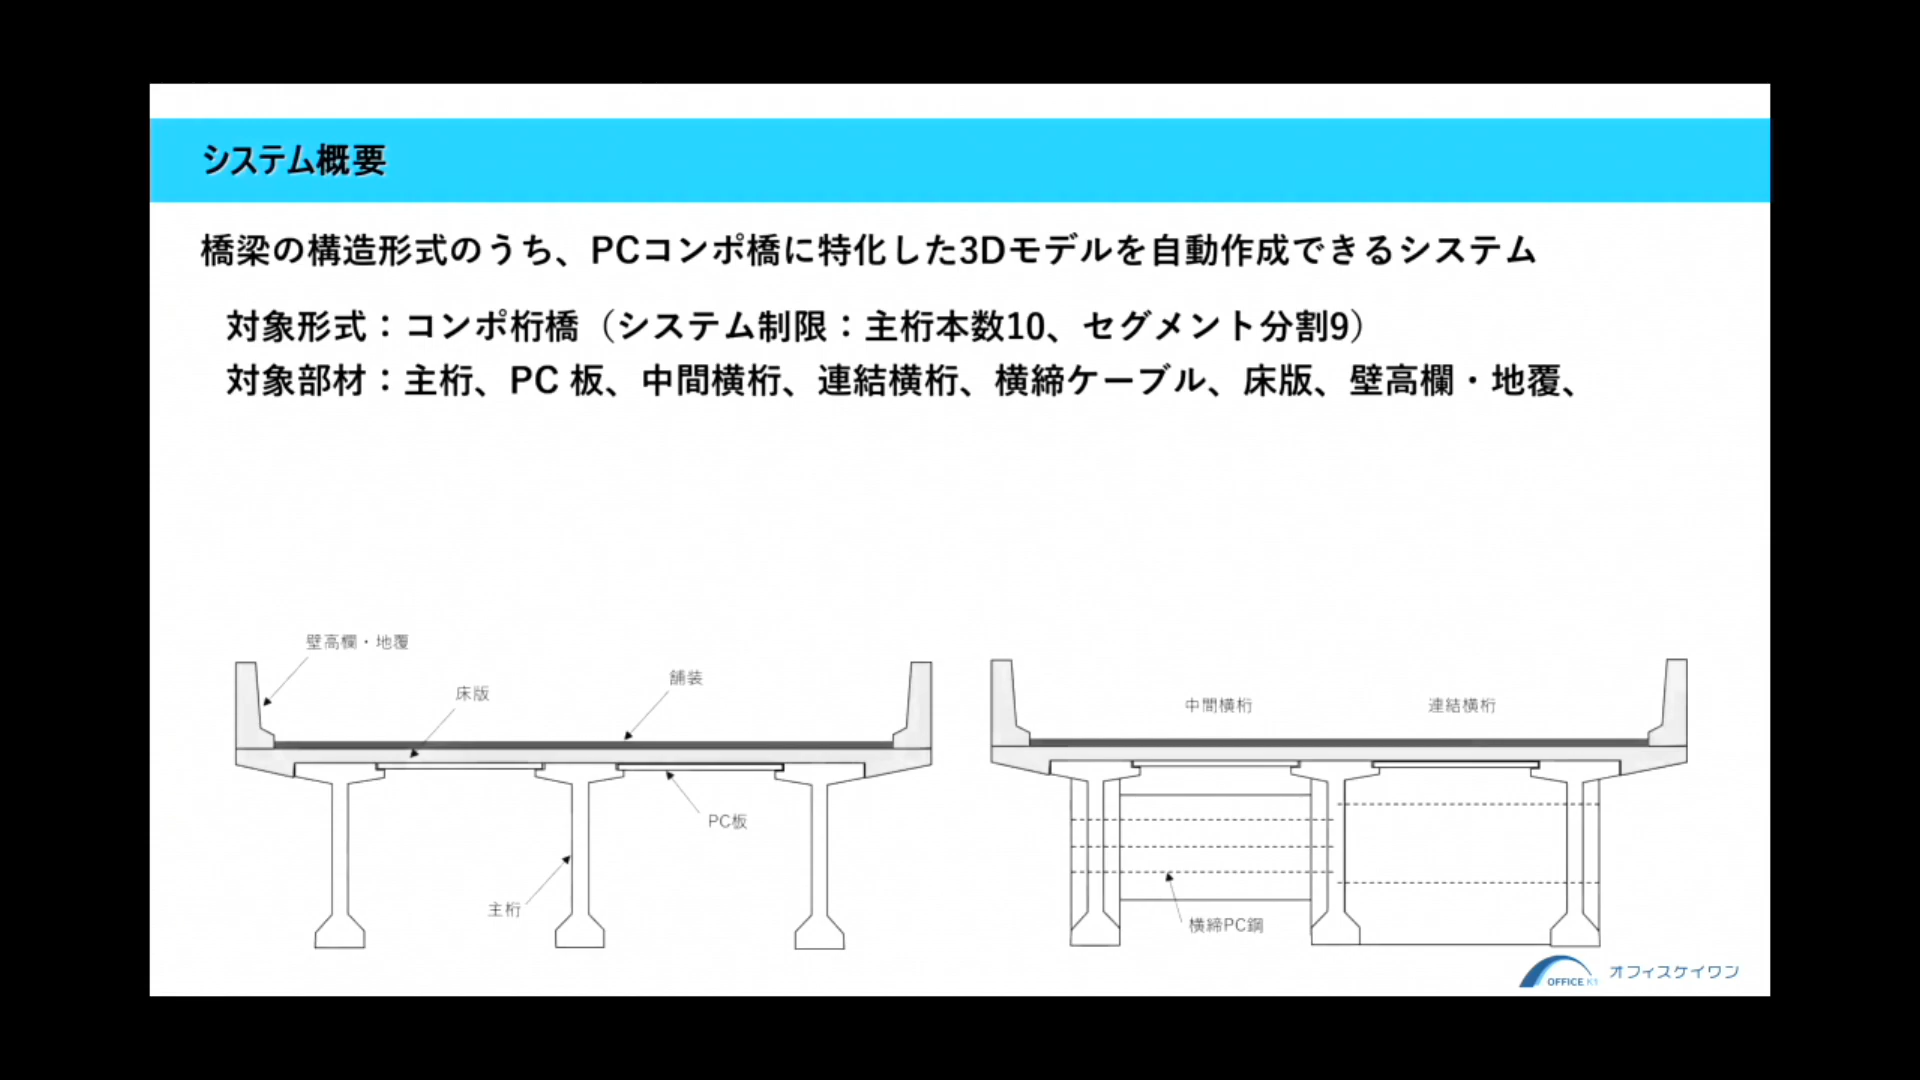 システム概要
橋梁の構造形式のうち、PCコンポ橋に特化した3Dモデルを自動作成できるシステム
対象形式：コンポ桁橋（システム制限：主桁本数10、セグメント分割9）
対象部材：主桁、PC 板、中間横桁、連結横桁、横締ケーブル、床版、壁高欄・地覆、
壁高欄・地覆
床版
舗装
PC板
主桁
中間横桁
連結横桁
横締PC鋼
OFFICE K1
オフィスケイワン